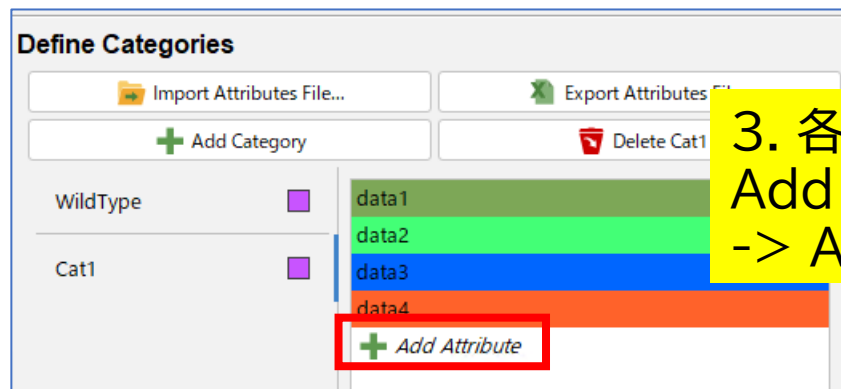 Define Categories
Import Attributes File...
Export Attributes
Add Category
Delete Cat1
3. 各
Add
-> A
WildType
Cat1
data1
data2
data3
data4
Add Attribute